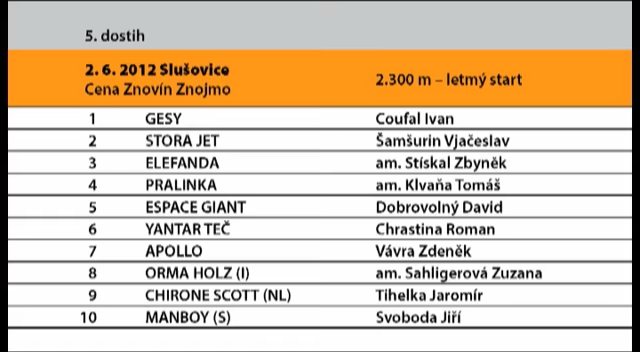 5. dostih
2. 6. 2012 Slušovice
Cena Znovín Znojmo
2.300 m – letmý start
1 GESY Coufal Ivan
2 STORA JET Šamšurin Vjačeslav
3 ELEFANDA am. Stískal Zbyněk
4 PRALINKA am. Klvaňa Tomáš
5 ESPACE GIANT Dobrovolný David
6 YANTAR TEČ Chrastina Roman
7 APOLLO Vávra Zdeněk
8 ORMA HOLZ (I) am. Sahligerová Zuzana
9 CHIRONE SCOTT (NL) Tihelka Jaromír
10 MANBOY (S) Svoboda Jiří